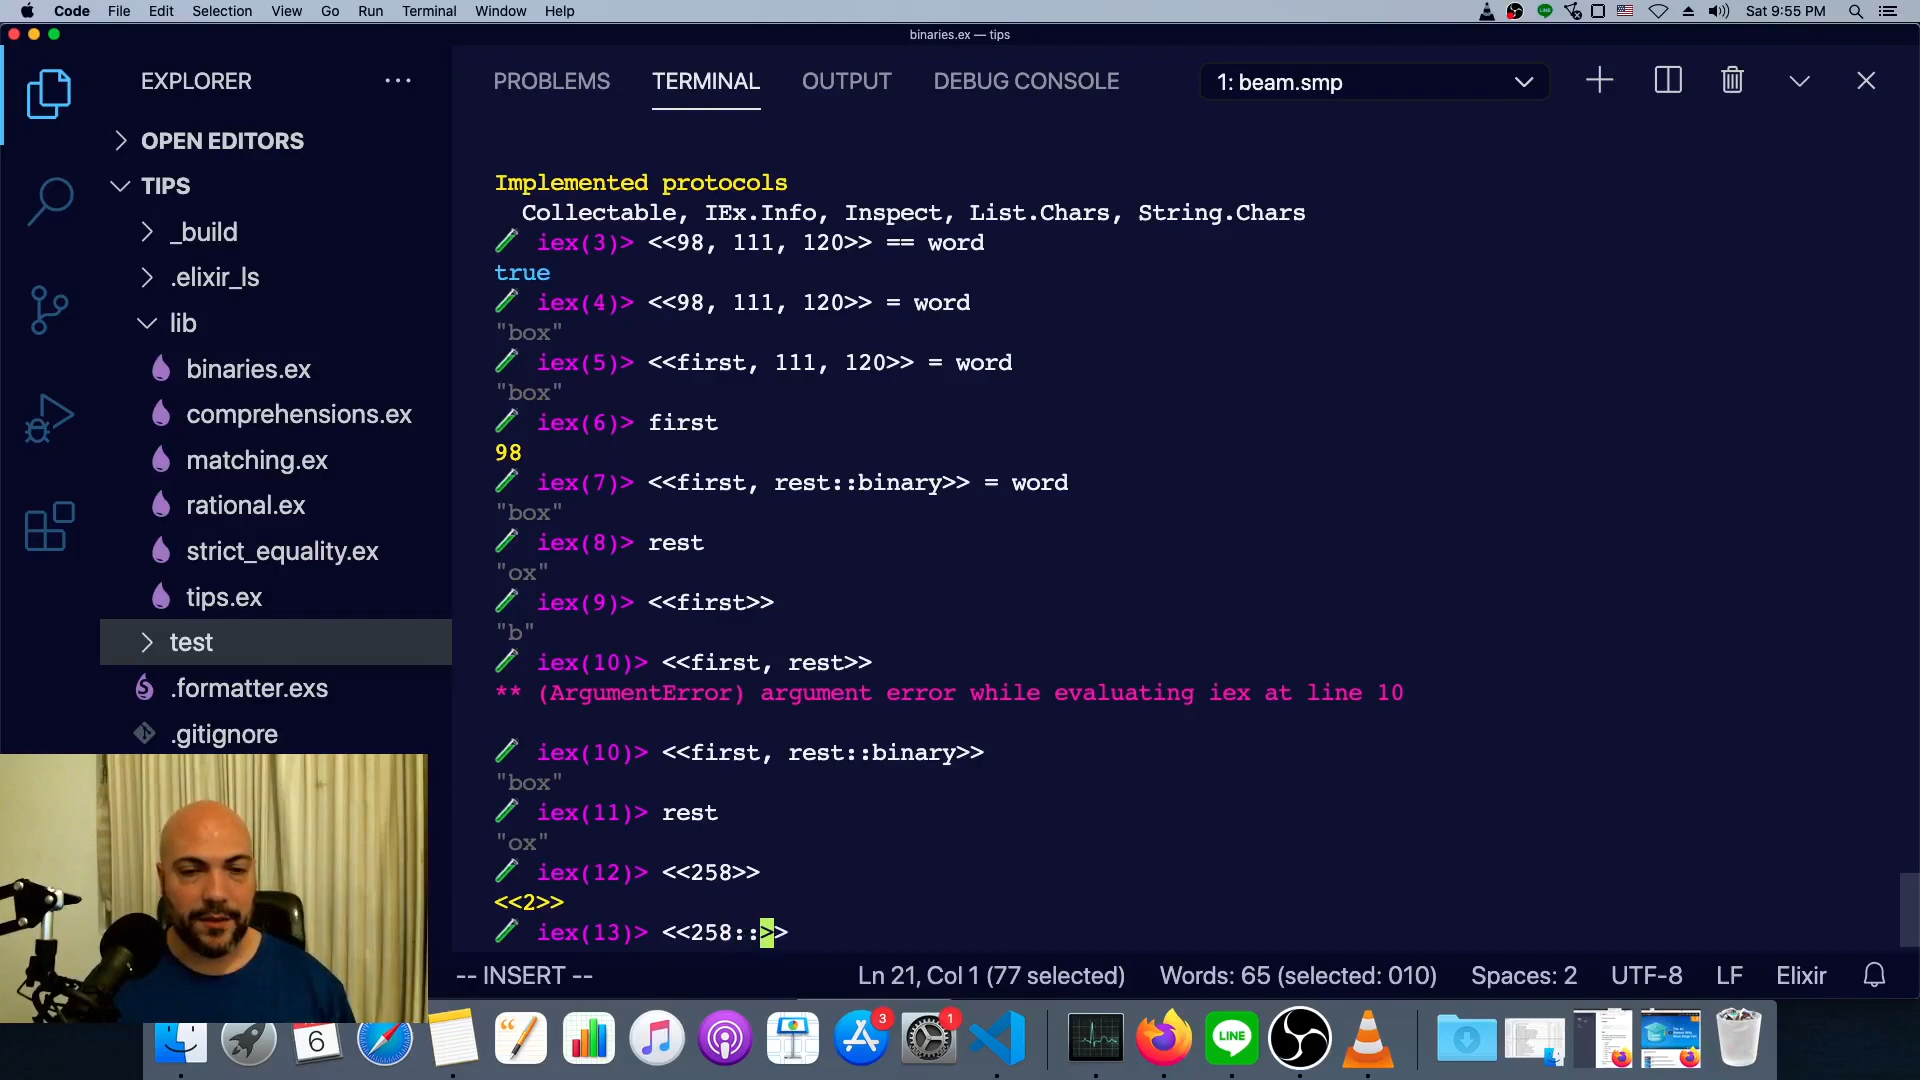 Code File Edit Selection View Go Run Terminal Window Help Sat 9:55 PM
binaries.ex — tips
EXPLORER
OPEN EDITORS
TIPS
_build
.elixir_ls
lib
binaries.ex
comprehensions.ex
matching.ex
rational.ex
strict_equality.ex
tips.ex
test
.formatter.exs
.gitignore
PROBLEMS TERMINAL OUTPUT DEBUG CONSOLE 1: beam.smp
Implemented protocols
Collectable, IEx.Info, Inspect, List.Chars, String.Chars
iex(3)> <<98, 111, 120>> == word
true
iex(4)> <<98, 111, 120>> = word
"box"
iex(5)> <<first, 111, 120>> = word
"box"
iex(6)> first
98
iex(7)> <<first, rest::binary>> = word
"box"
iex(8)> rest
"ox"
iex(9)> <<first>>
"b"
iex(10)> <<first, rest>>
** (ArgumentError) argument error while evaluating iex at line 10
iex(10)> <<first, rest::binary>>
"box"
iex(11)> rest
"ox"
iex(12)> <<258>>
<<2>>
iex(13)> <<258::>>
-- INSERT -- Ln 21, Col 1 (77 selected) Words: 65 (selected: 010) Spaces: 2 UTF-8 LF Elixir
6 3 1 LINE